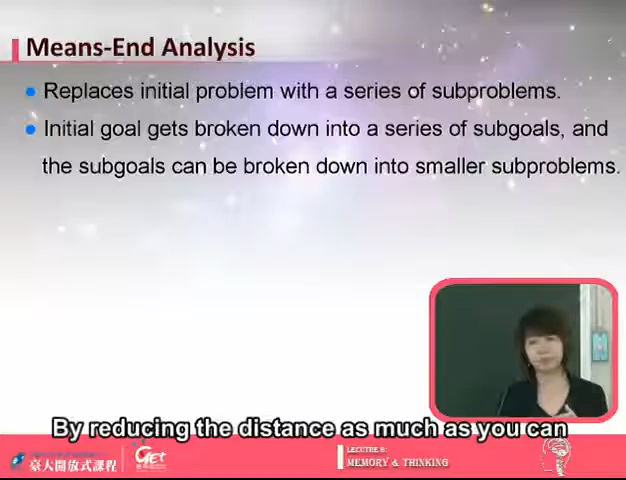 Means-End Analysis
Replaces initial problem with a series of subproblems.
Initial goal gets broken down into a series of subgoals, and
the subgoals can be broken down into smaller subproblems.
By reducing the distance as much as you can
臺大開放式課程
GET
LECUTRE 8:
MEMORY & THINKING